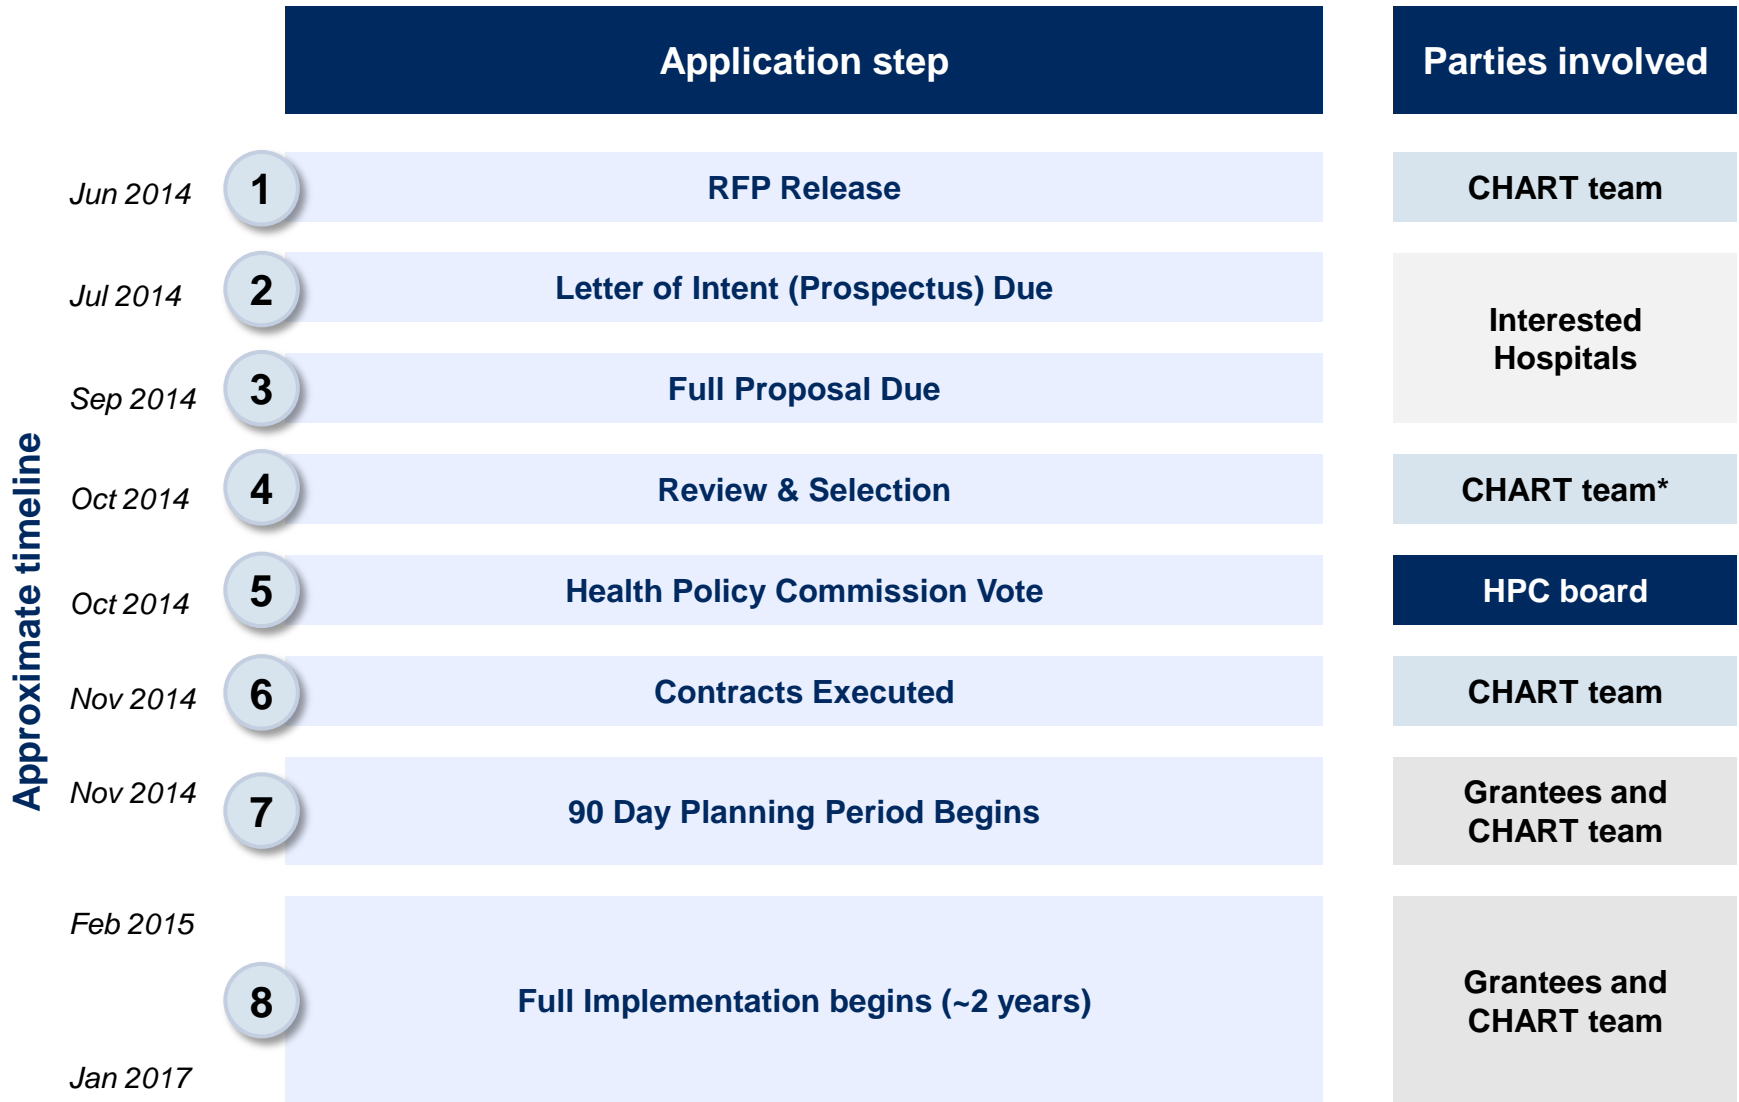 Application step
Parties involved
Approximate timeline
Jun 2014
1
RFP Release
CHART team
Jul 2014
2
Letter of Intent (Prospectus) Due
Interested
Hospitals
Sep 2014
3
Full Proposal Due
Oct 2014
4
Review & Selection
CHART team*
Oct 2014
5
Health Policy Commission Vote
HPC board
Nov 2014
6
Contracts Executed
CHART team
Nov 2014
7
90 Day Planning Period Begins
Grantees and
CHART team
Feb 2015
8
Full Implementation begins (~2 years)
Grantees and
CHART team
Jan 2017